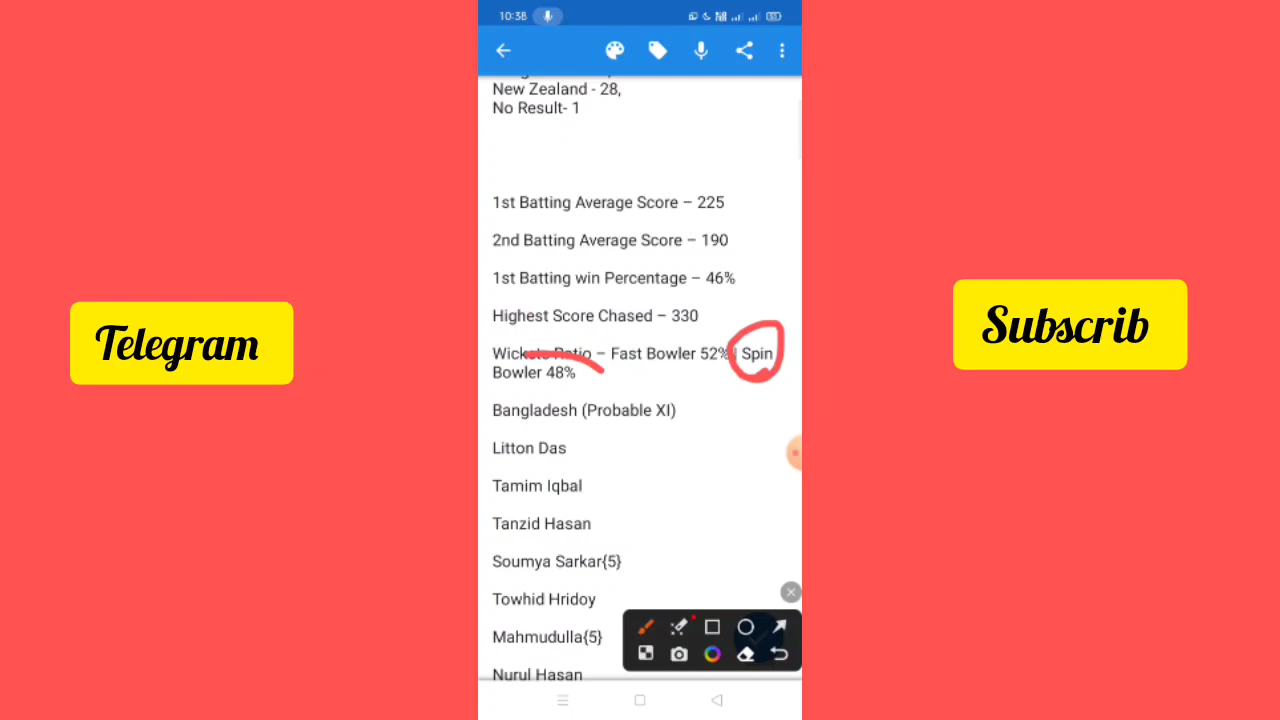 10:38
New Zealand - 28,
No Result- 1
1st Batting Average Score – 225
2nd Batting Average Score – 190
1st Batting win Percentage – 46%
Highest Score Chased – 330
Wickets Ratio – Fast Bowler 52% | Spin
Bowler 48%
Bangladesh (Probable XI)
Litton Das
Tamim Iqbal
Tanzid Hasan
Soumya Sarkar{5}
Towhid Hridoy
Mahmudulla{5}
Nurul Hasan
Telegram
Subscrib